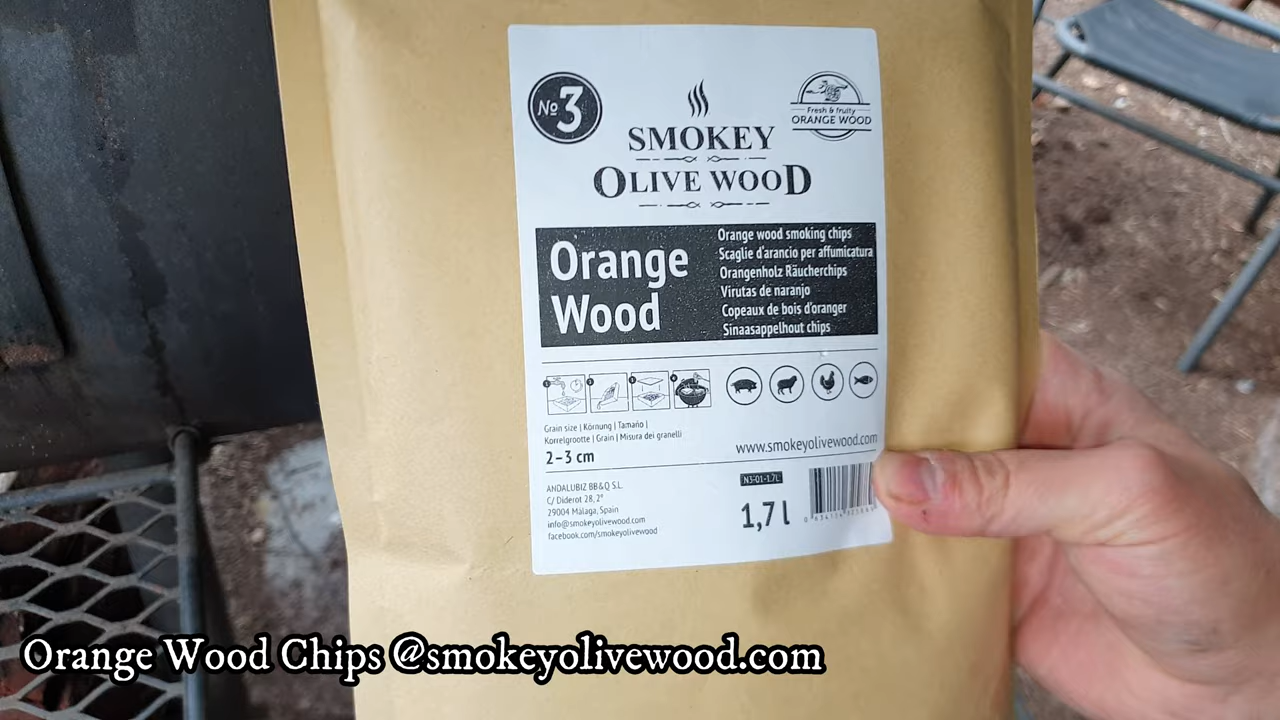 №3
SMOKEY
OLIVE WOOD
Fresh & fruity
ORANGE WOOD
Orange
Wood
Orange wood smoking chips
Scaglie d'arancio per affumicatura
Orangenholz Räucherchips
Virutas de naranjo
Copeaux de bois d'oranger
Sinaasappelhout chips
Grain size | Körnung | Tamaño |
Korrelgrootte | Grain | Misura dei granelli
2–3 cm
www.smokeyolivewood.com
ANDALUBIZ BB&Q S.L.
C/ Diderot 28, 2°
29004 Málaga, Spain
info@smokeyolivewood.com
facebook.com/smokeyolivewood
N3-01-1.7L
1,7 l
Orange Wood Chips @smokeyolivewood.com